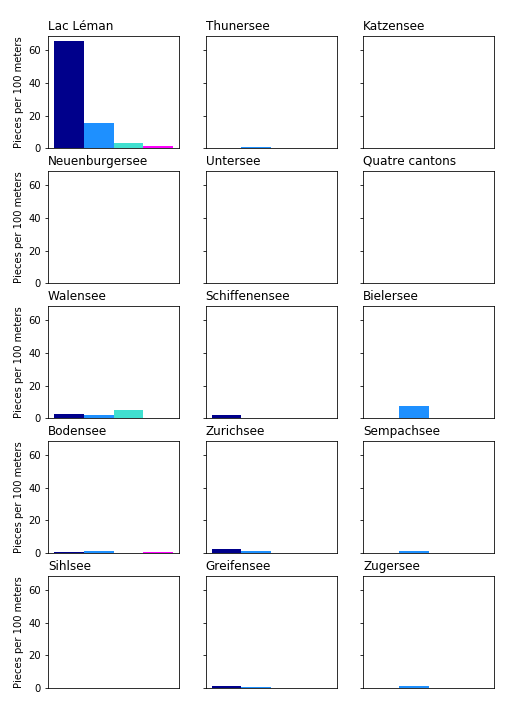 Lac Léman
Thunersee
Katzensee
Pieces per 100 meters
60
40
20
0
Neuenburgersee
Untersee
Quatre cantons
Pieces per 100 meters
60
40
20
0
Walensee
Schiffenensee
Bielersee
Pieces per 100 meters
60
40
20
0
Bodensee
Zurichsee
Sempachsee
Pieces per 100 meters
60
40
20
0
Sihlsee
Greifensee
Zugersee
Pieces per 100 meters
60
40
20
0